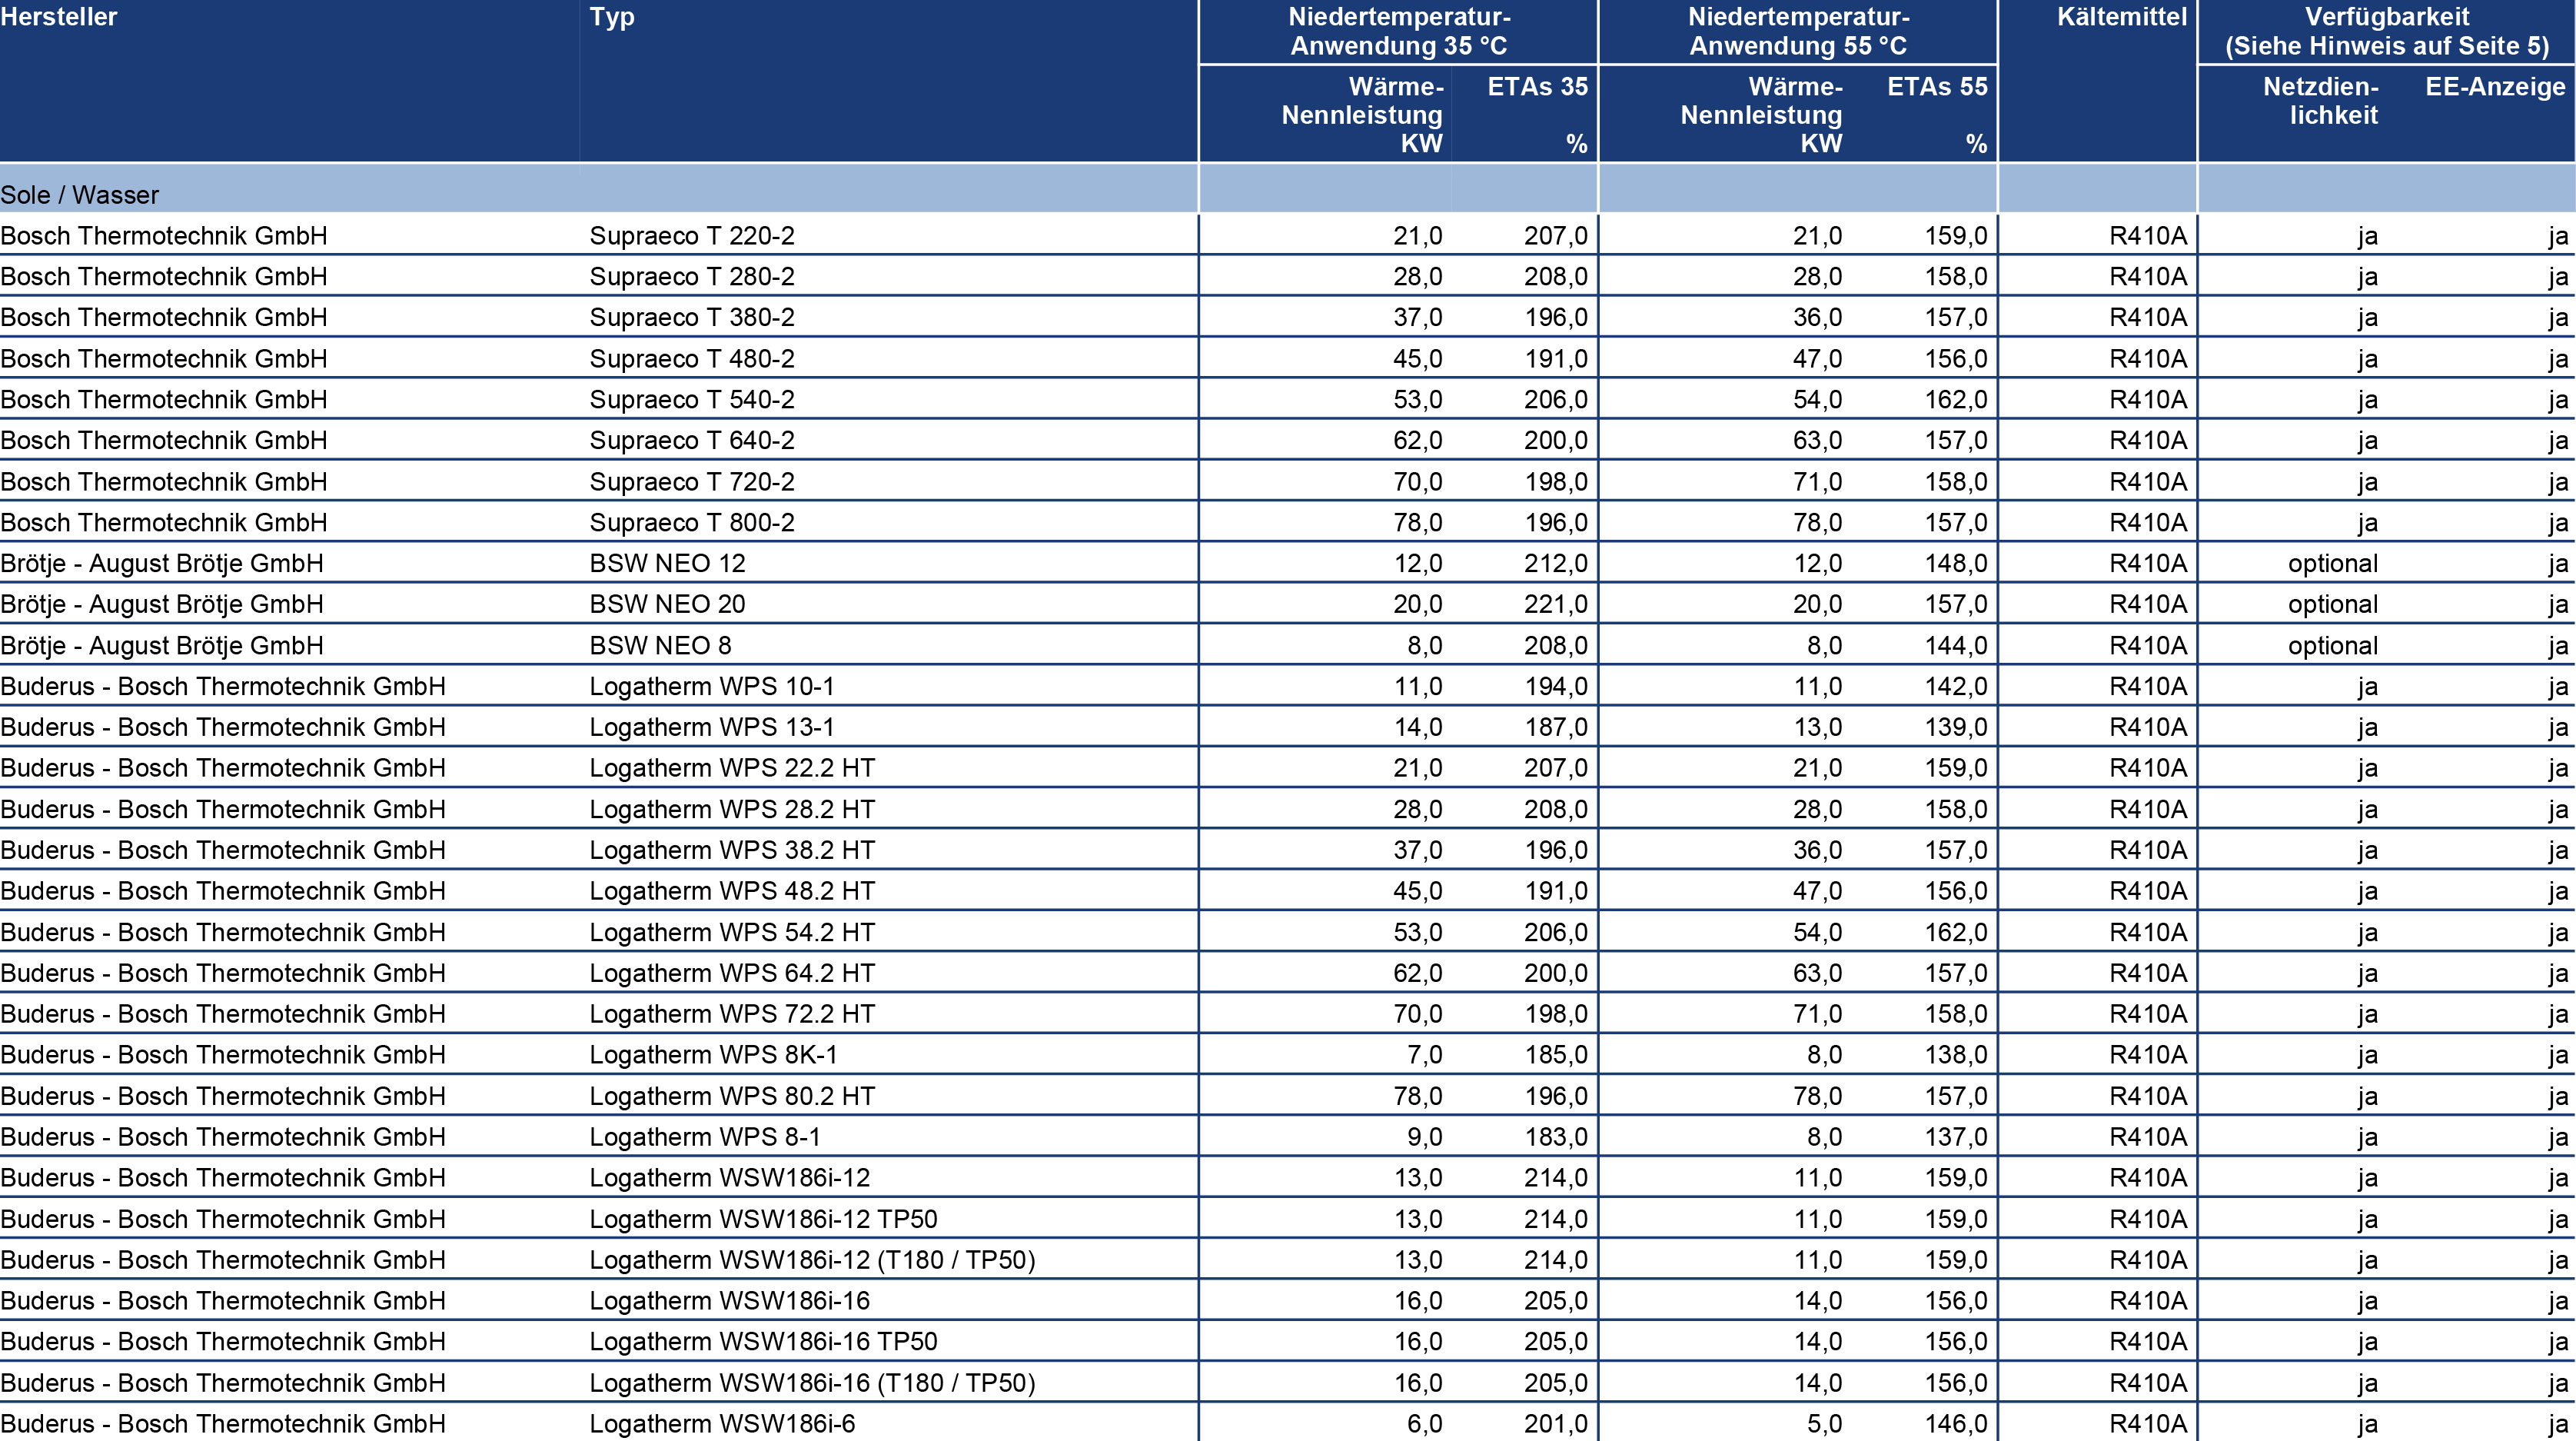 Hersteller Typ Niedertemperatur- Niedertemperatur- Kältemittel Verfügbarkeit
Anwendung 35 °C Anwendung 55 °C (Siehe Hinweis auf Seite 5)
Wärme- ETAs 35 Wärme- ETAs 55 Netzdien- EE-Anzeige
Nennleistung Nennleistung lichkeit
KW % KW %
Sole / Wasser
Bosch Thermotechnik GmbH Supraeco T 220-2 21,0 207,0 21,0 159,0 R410A ja ja
Bosch Thermotechnik GmbH Supraeco T 280-2 28,0 208,0 28,0 158,0 R410A ja ja
Bosch Thermotechnik GmbH Supraeco T 380-2 37,0 196,0 36,0 157,0 R410A ja ja
Bosch Thermotechnik GmbH Supraeco T 480-2 45,0 191,0 47,0 156,0 R410A ja ja
Bosch Thermotechnik GmbH Supraeco T 540-2 53,0 206,0 54,0 162,0 R410A ja ja
Bosch Thermotechnik GmbH Supraeco T 640-2 62,0 200,0 63,0 157,0 R410A ja ja
Bosch Thermotechnik GmbH Supraeco T 720-2 70,0 198,0 71,0 158,0 R410A ja ja
Bosch Thermotechnik GmbH Supraeco T 800-2 78,0 196,0 78,0 157,0 R410A ja ja
Brötje - August Brötje GmbH BSW NEO 12 12,0 212,0 12,0 148,0 R410A optional ja
Brötje - August Brötje GmbH BSW NEO 20 20,0 221,0 20,0 157,0 R410A optional ja
Brötje - August Brötje GmbH BSW NEO 8 8,0 208,0 8,0 144,0 R410A optional ja
Buderus - Bosch Thermotechnik GmbH Logatherm WPS 10-1 11,0 194,0 11,0 142,0 R410A ja ja
Buderus - Bosch Thermotechnik GmbH Logatherm WPS 13-1 14,0 187,0 13,0 139,0 R410A ja ja
Buderus - Bosch Thermotechnik GmbH Logatherm WPS 22.2 HT 21,0 207,0 21,0 159,0 R410A ja ja
Buderus - Bosch Thermotechnik GmbH Logatherm WPS 28.2 HT 28,0 208,0 28,0 158,0 R410A ja ja
Buderus - Bosch Thermotechnik GmbH Logatherm WPS 38.2 HT 37,0 196,0 36,0 157,0 R410A ja ja
Buderus - Bosch Thermotechnik GmbH Logatherm WPS 48.2 HT 45,0 191,0 47,0 156,0 R410A ja ja
Buderus - Bosch Thermotechnik GmbH Logatherm WPS 54.2 HT 53,0 206,0 54,0 162,0 R410A ja ja
Buderus - Bosch Thermotechnik GmbH Logatherm WPS 64.2 HT 62,0 200,0 63,0 157,0 R410A ja ja
Buderus - Bosch Thermotechnik GmbH Logatherm WPS 72.2 HT 70,0 198,0 71,0 158,0 R410A ja ja
Buderus - Bosch Thermotechnik GmbH Logatherm WPS 8K-1 7,0 185,0 8,0 138,0 R410A ja ja
Buderus - Bosch Thermotechnik GmbH Logatherm WPS 80.2 HT 78,0 196,0 78,0 157,0 R410A ja ja
Buderus - Bosch Thermotechnik GmbH Logatherm WPS 8-1 9,0 183,0 8,0 137,0 R410A ja ja
Buderus - Bosch Thermotechnik GmbH Logatherm WSW186i-12 13,0 214,0 11,0 159,0 R410A ja ja
Buderus - Bosch Thermotechnik GmbH Logatherm WSW186i-12 TP50 13,0 214,0 11,0 159,0 R410A ja ja
Buderus - Bosch Thermotechnik GmbH Logatherm WSW186i-12 (T180 / TP50) 13,0 214,0 11,0 159,0 R410A ja ja
Buderus - Bosch Thermotechnik GmbH Logatherm WSW186i-16 16,0 205,0 14,0 156,0 R410A ja ja
Buderus - Bosch Thermotechnik GmbH Logatherm WSW186i-16 TP50 16,0 205,0 14,0 156,0 R410A ja ja
Buderus - Bosch Thermotechnik GmbH Logatherm WSW186i-16 (T180 / TP50) 16,0 205,0 14,0 156,0 R410A ja ja
Buderus - Bosch Thermotechnik GmbH Logatherm WSW186i-6 6,0 201,0 5,0 146,0 R410A ja ja